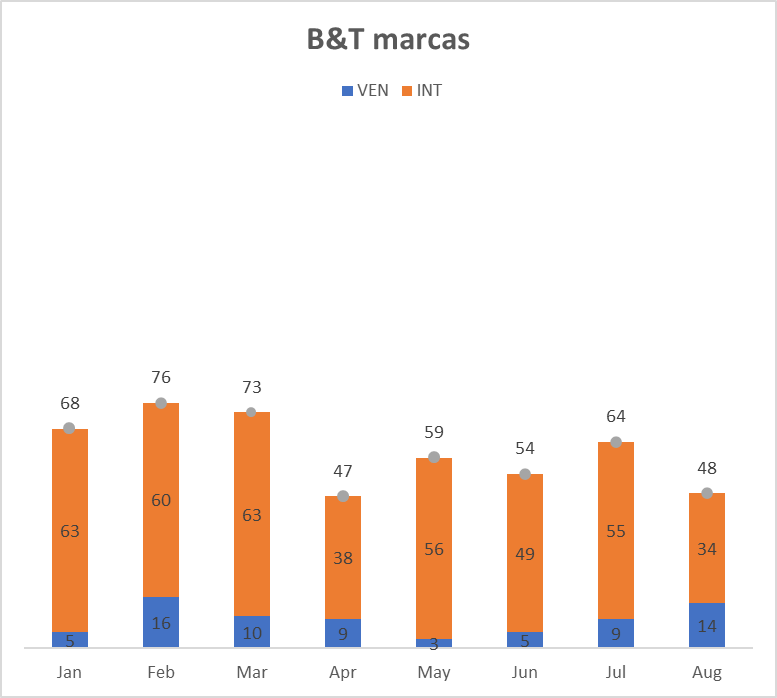 B&T marcas
VEN INT
68 76 73 47 59 54 64 48
63 60 63 38 56 49 55 34
5 16 10 9 3 5 9 14
Jan Feb Mar Apr May Jun Jul Aug